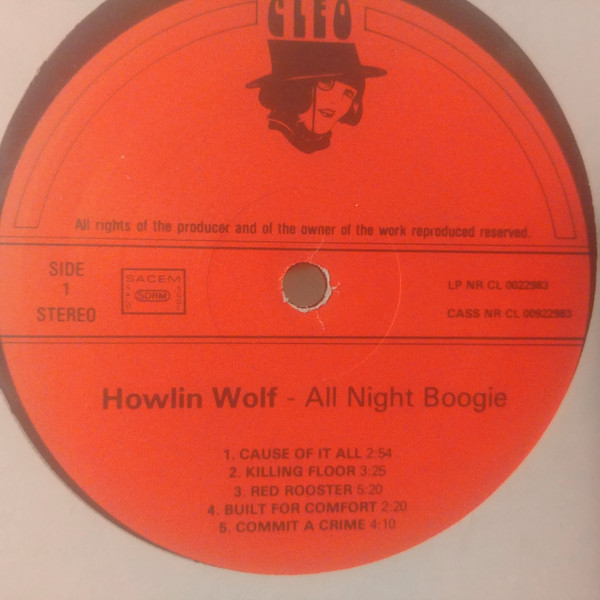 CLEO
All rights of the producer and of the owner of the work reproduced reserved.
SIDE
1
STEREO
SACEM
SDRM
LP NR CL 0022983
CASS NR CL 00922983
Howlin Wolf - All Night Boogie
1. CAUSE OF IT ALL 2:54
2. KILLING FLOOR 3:25
3. RED ROOSTER 5:20
4. BUILT FOR COMFORT 2:20
5. COMMIT A CRIME 4:10